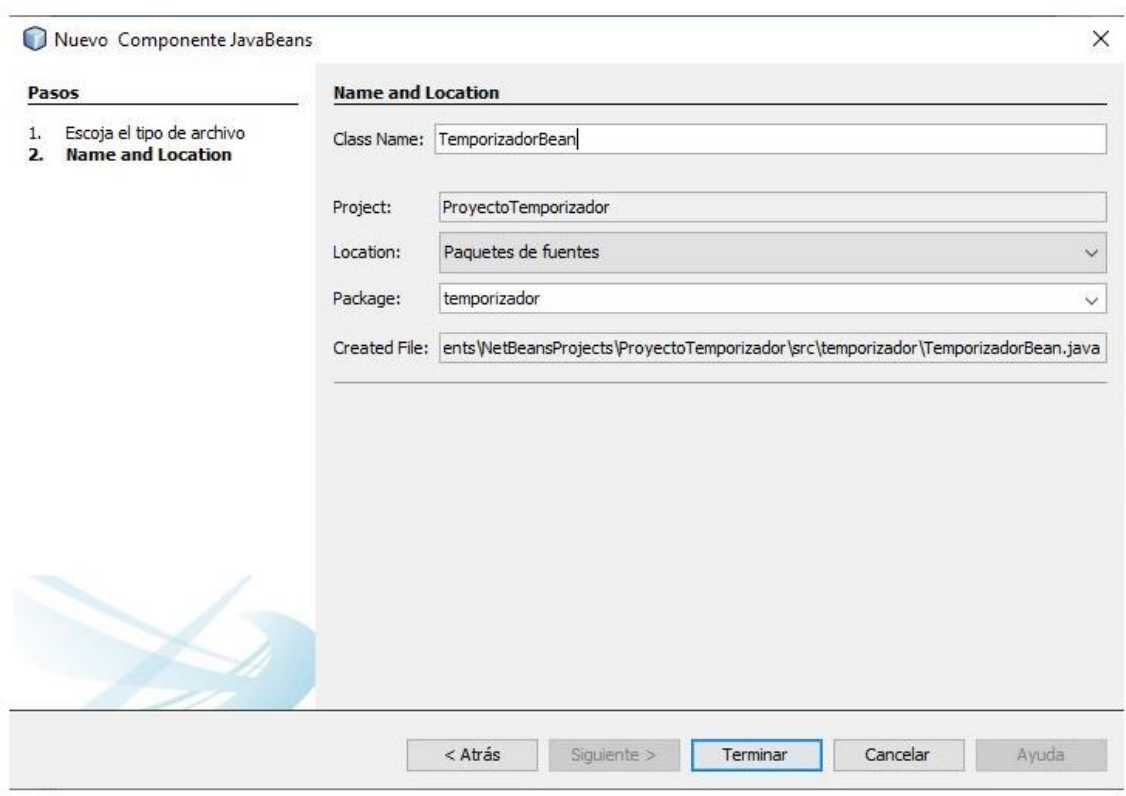 Nuevo Componente JavaBeans
Pasos
1. Escoja el tipo de archivo
2. Name and Location
Name and Location
Class Name: TemporizadorBean
Project: ProyectoTemporizador
Location: Paquetes de fuentes
Package: temporizador
Created File: ents\NetBeansProjects\ProyectoTemporizador\src\temporizador\TemporizadorBean.java
< Atrás
Siguiente >
Terminar
Cancelar
Ayuda